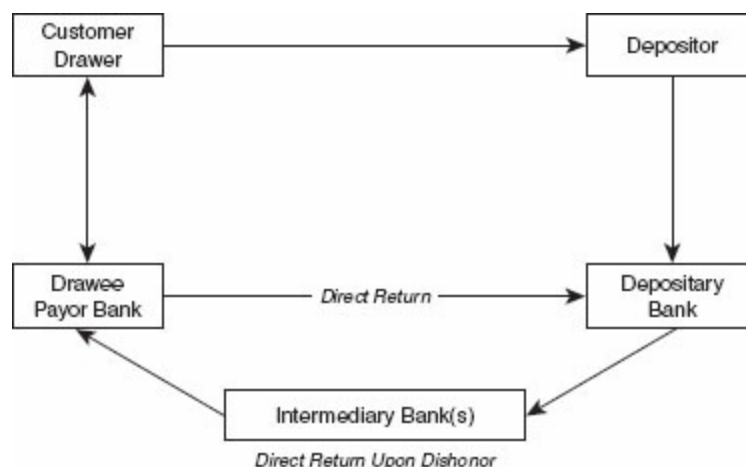 Customer
Drawer
Depositor
Drawee
Payor Bank
Direct Return
Depositary
Bank
Intermediary Bank(s)
Direct Return Upon Dishonor